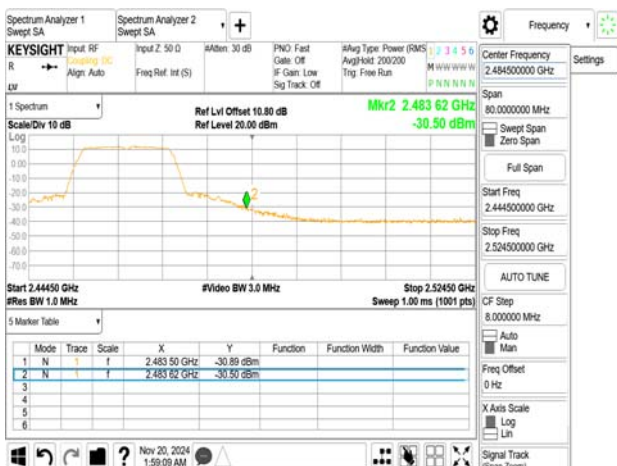 Spectrum Analyzer 1
Swept SA
Spectrum Analyzer 2
Swept SA
+
Frequency
KEYSIGHT
Input: RF
Coupling: DC
Align: Auto
Input Z: 50 Ω
Freq Ref: Int (S)
#Atten: 30 dB
PNO: Fast
Gate: Off
IF Gain: Low
Sig Track: Off
#Avg Type: Power (RMS
Avg|Hold: 200/200
Trig: Free Run
1 2 3 4 5 6
M W W W W W
P N N N N N
R
LXI
Center Frequency
2.484500000 GHz
Settings
Span
80.0000000 MHz
Swept Span
Zero Span
Full Span
Start Freq
2.444500000 GHz
Stop Freq
2.524500000 GHz
AUTO TUNE
CF Step
8.000000 MHz
Auto
Man
Freq Offset
0 Hz
X Axis Scale
Log
Lin
Signal Track
(Span Zoom)
1 Spectrum
Scale/Div 10 dB
Ref Lvl Offset 10.80 dB
Ref Level 20.00 dBm
Mkr2 2.483 62 GHz
-30.50 dBm
Log
10.0
0.00
-10.0
-20.0
-30.0
-40.0
-50.0
-60.0
-70.0
2
Start 2.44450 GHz
#Res BW 1.0 MHz
#Video BW 3.0 MHz
Stop 2.52450 GHz
Sweep 1.00 ms (1001 pts)
5 Marker Table
Mode Trace Scale X Y Function Function Width Function Value
1 N 1 f 2.483 50 GHz -30.89 dBm
2 N 1 f 2.483 62 GHz -30.50 dBm
3
4
5
6
?
Nov 20, 2024
1:59:09 AM